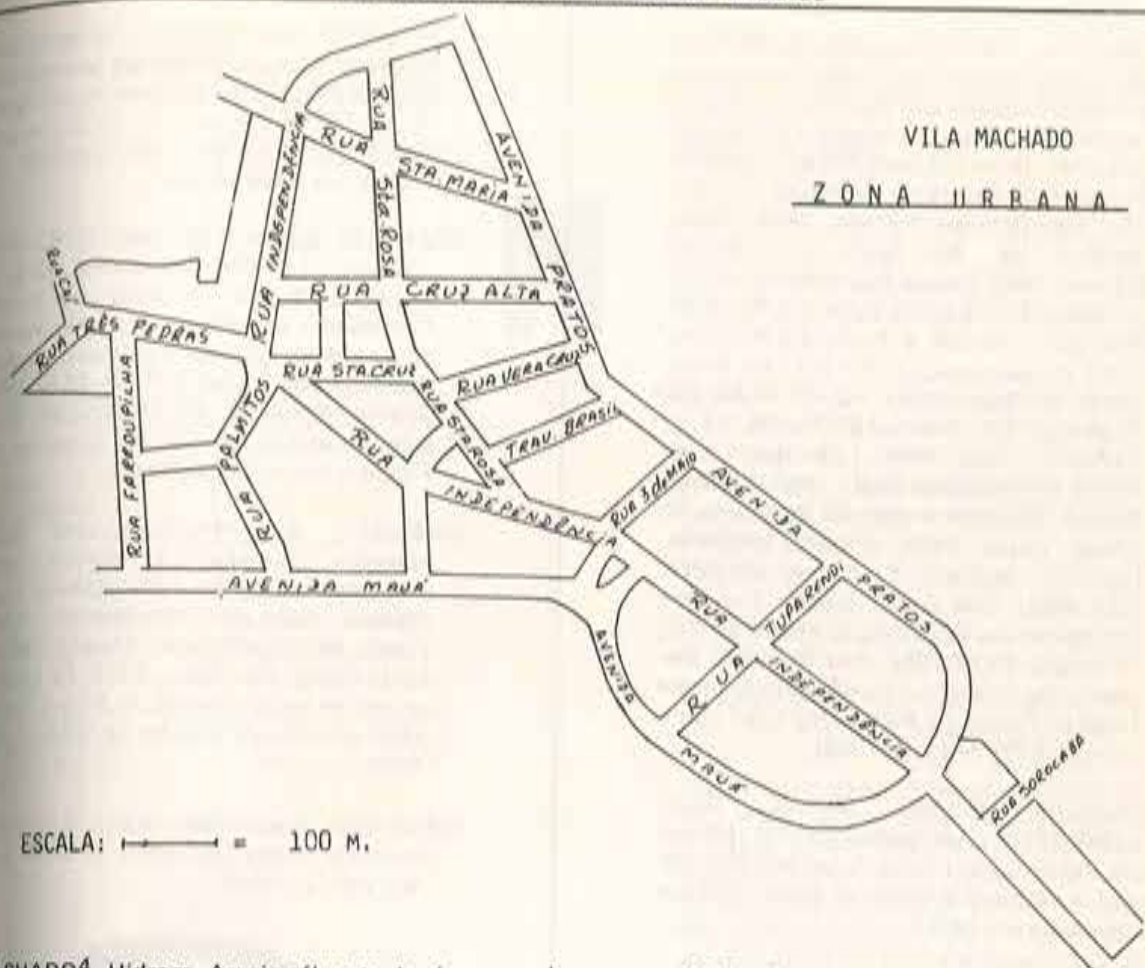 VILA MACHADO
ZONA URBANA
RUA
STA ROSA
RUA
STA. MARIA
AVENIDA PRATOS
RUA INDEPENDÊNCIA
RUA CRUZ ALTA
RUA CAÍ
RUA TRÊS PEDRAS
RUA FARROUPILHA
RUA PALMITOS
RUA STA CRUZ
RUA VERA CRUZ
RUA STA ROSA
TRAV. BRASIL
RUA INDEPENDÊNCIA
RUA 3 de MAIO
AVENIDA PRATOS
AVENIDA MAUÁ
RUA TUPARENDI
RUA INDEPENDÊNCIA
AVENIDA MAUÁ
RUA SOROCABA
ESCALA: = 100 M.